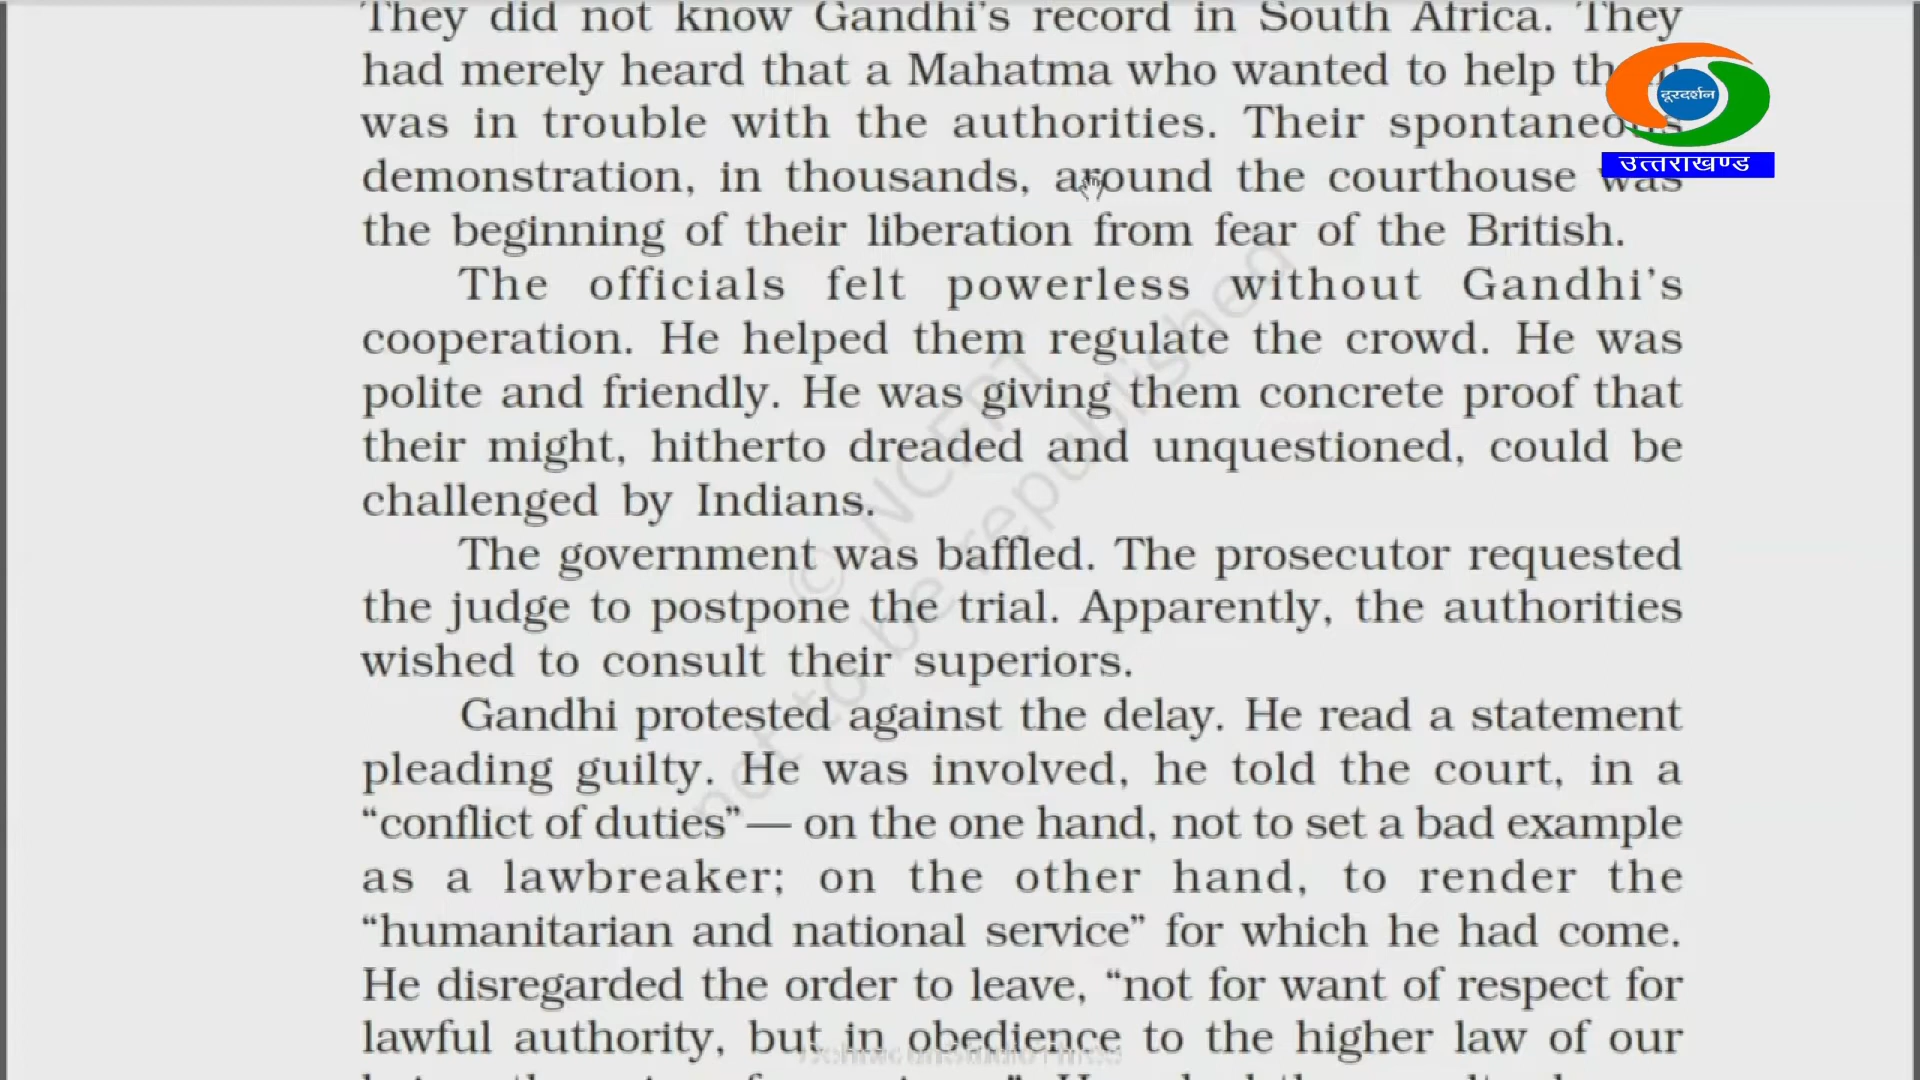 They did not know Gandhi's record in South Africa. They
had merely heard that a Mahatma who wanted to help them
was in trouble with the authorities. Their spontaneous
demonstration, in thousands, around the courthouse was
the beginning of their liberation from fear of the British.
The officials felt powerless without Gandhi's
cooperation. He helped them regulate the crowd. He was
polite and friendly. He was giving them concrete proof that
their might, hitherto dreaded and unquestioned, could be
challenged by Indians.
The government was baffled. The prosecutor requested
the judge to postpone the trial. Apparently, the authorities
wished to consult their superiors.
Gandhi protested against the delay. He read a statement
pleading guilty. He was involved, he told the court, in a
“conflict of duties”— on the one hand, not to set a bad example
as a lawbreaker; on the other hand, to render the
“humanitarian and national service” for which he had come.
He disregarded the order to leave, “not for want of respect for
lawful authority, but in obedience to the higher law of our
दूरदर्शन
उत्तराखण्ड
© NCERT
not to be republished